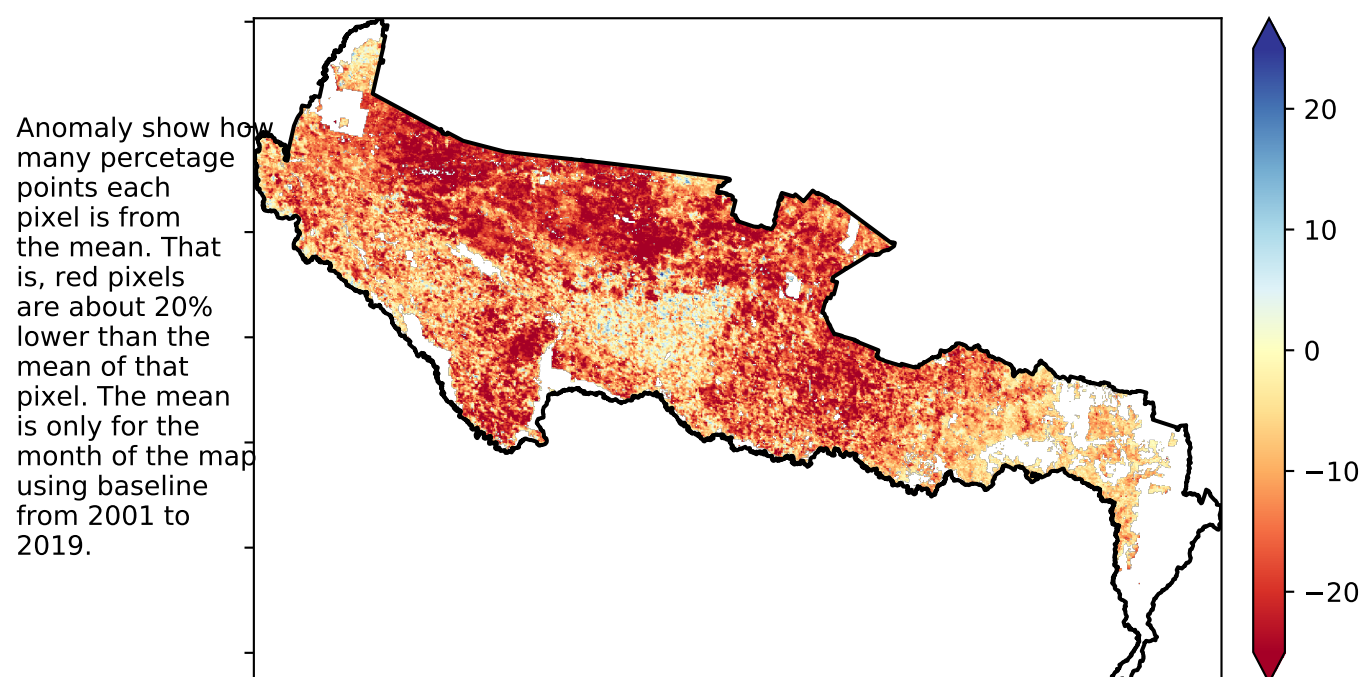 Anomaly show how
many percetage
points each
pixel is from
the mean. That
is, red pixels
are about 20%
lower than the
mean of that
pixel. The mean
is only for the
month of the map
using baseline
from 2001 to
2019.
20
10
0
−10
−20